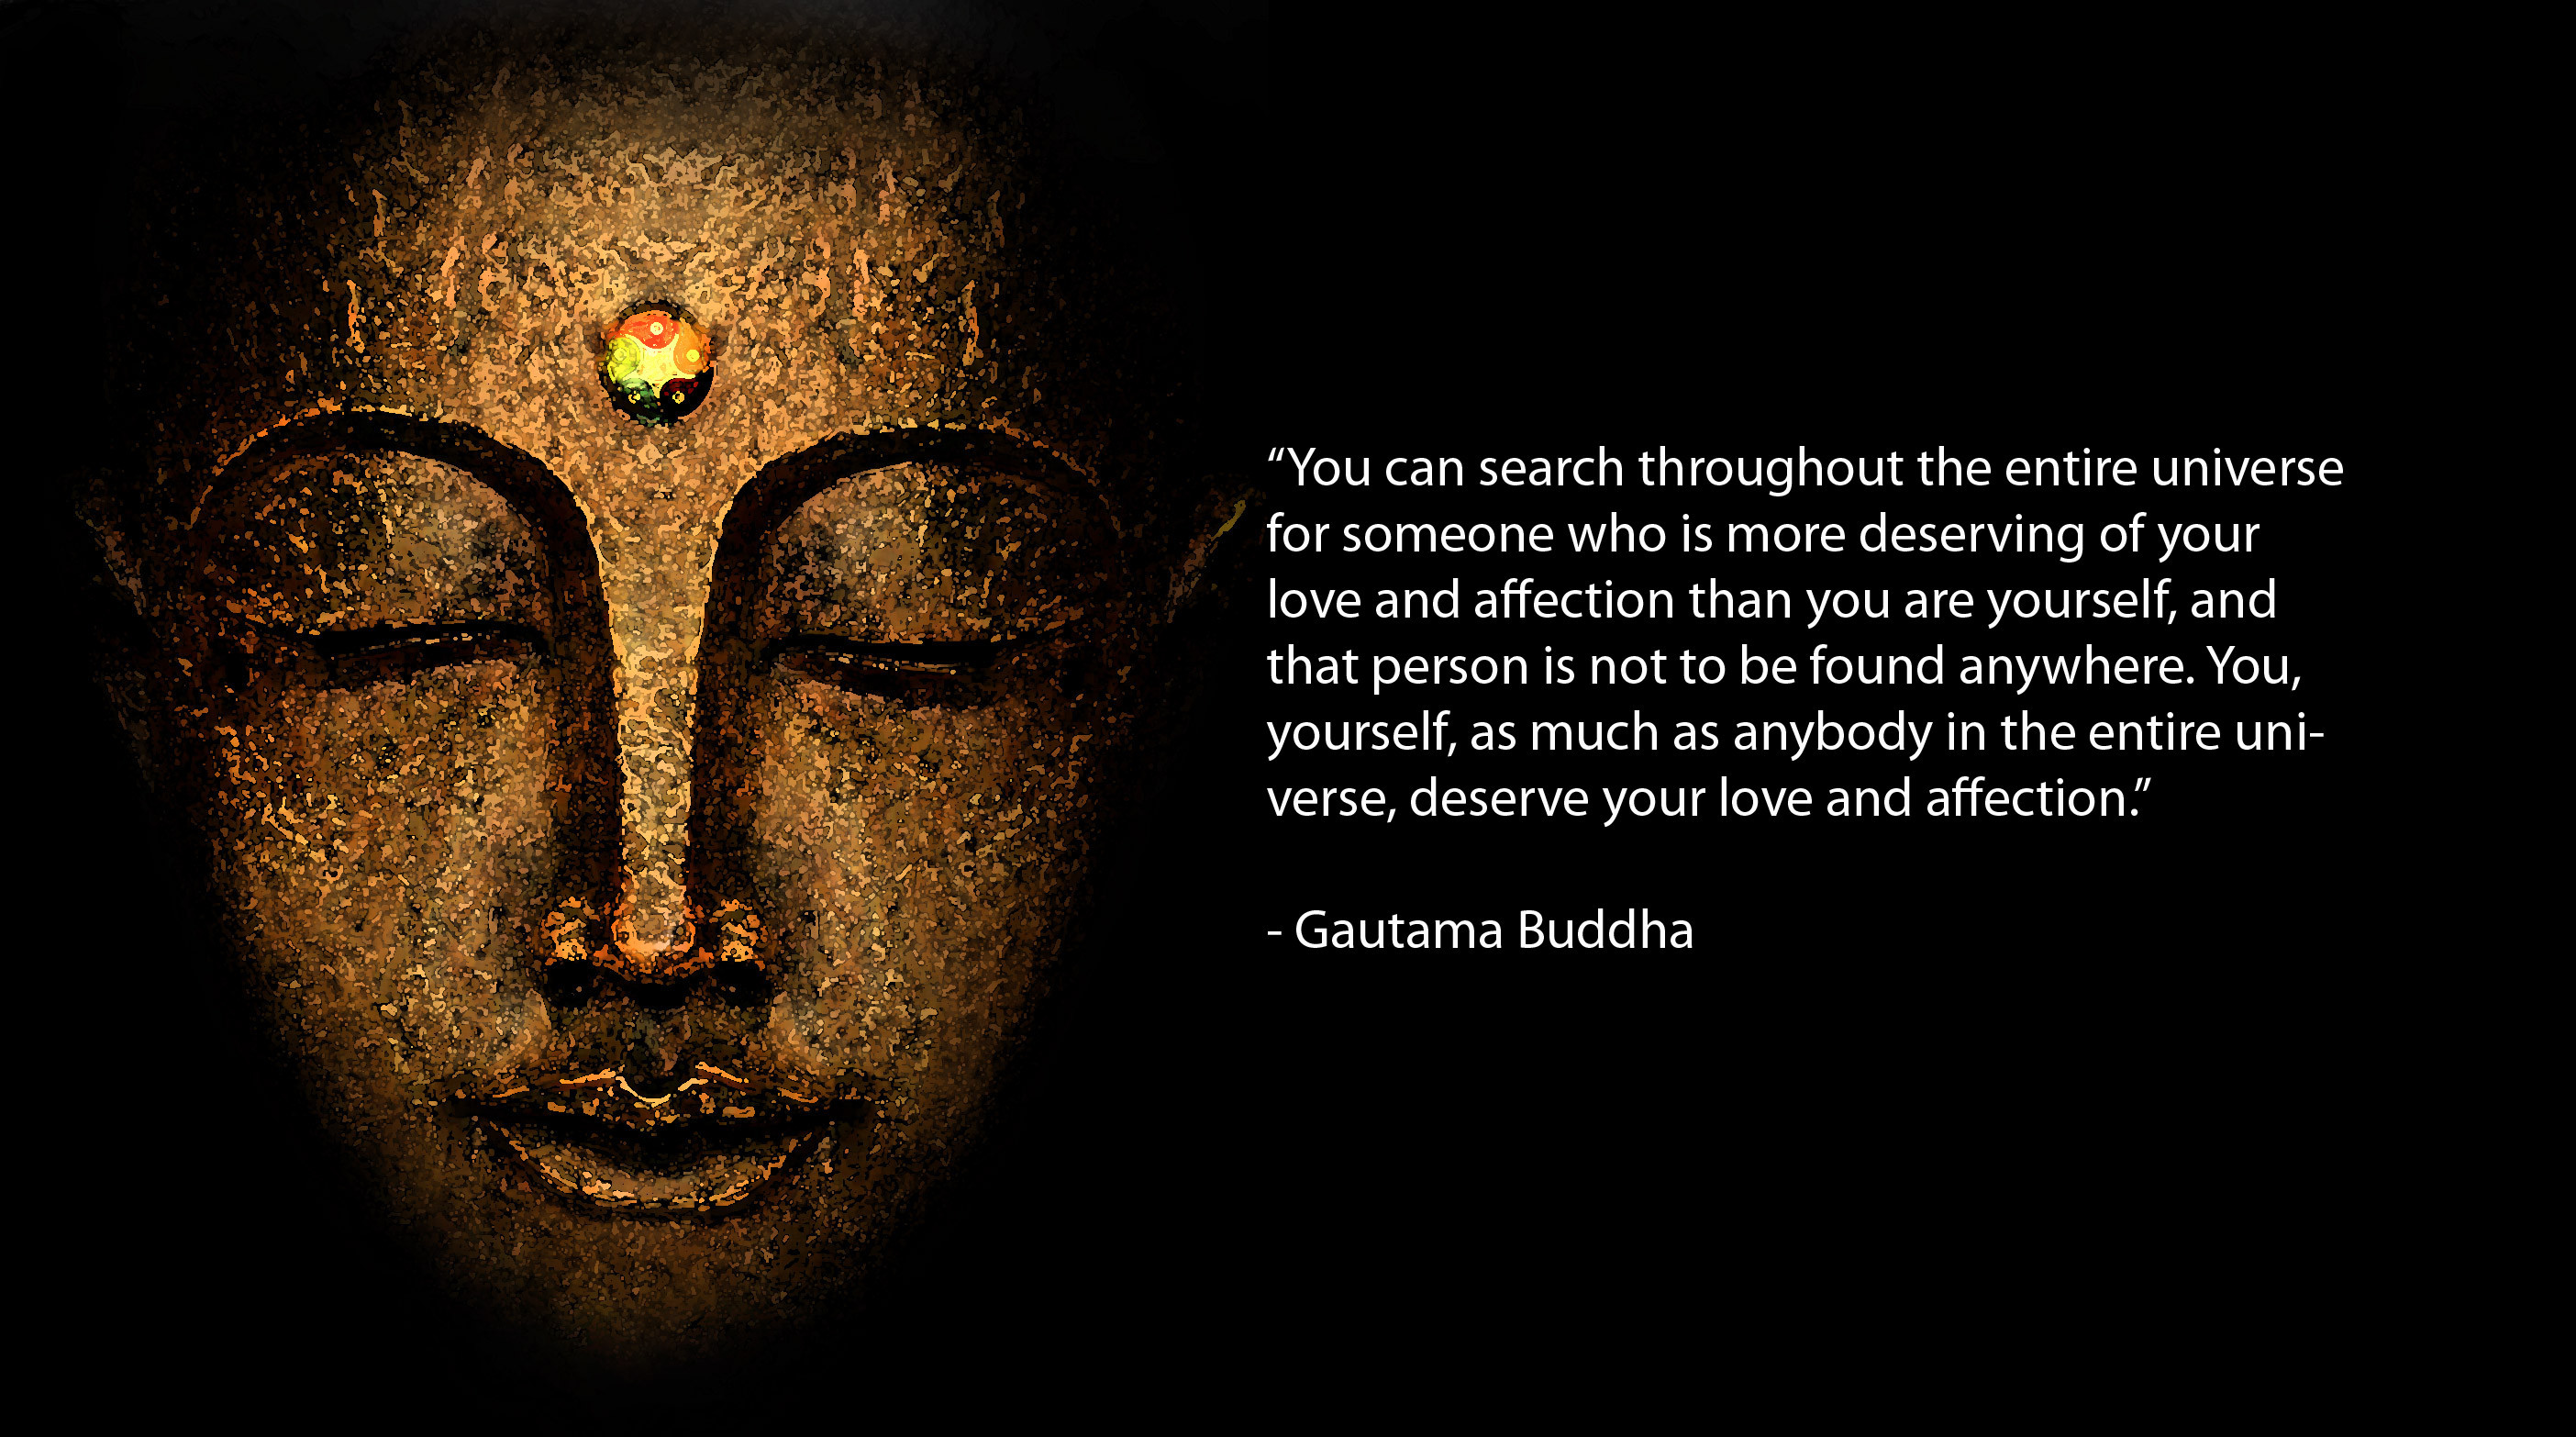 “You can search throughout the entire universe
for someone who is more deserving of your
love and affection than you are yourself, and
that person is not to be found anywhere. You,
yourself, as much as anybody in the entire uni-
verse, deserve your love and affection.”
- Gautama Buddha